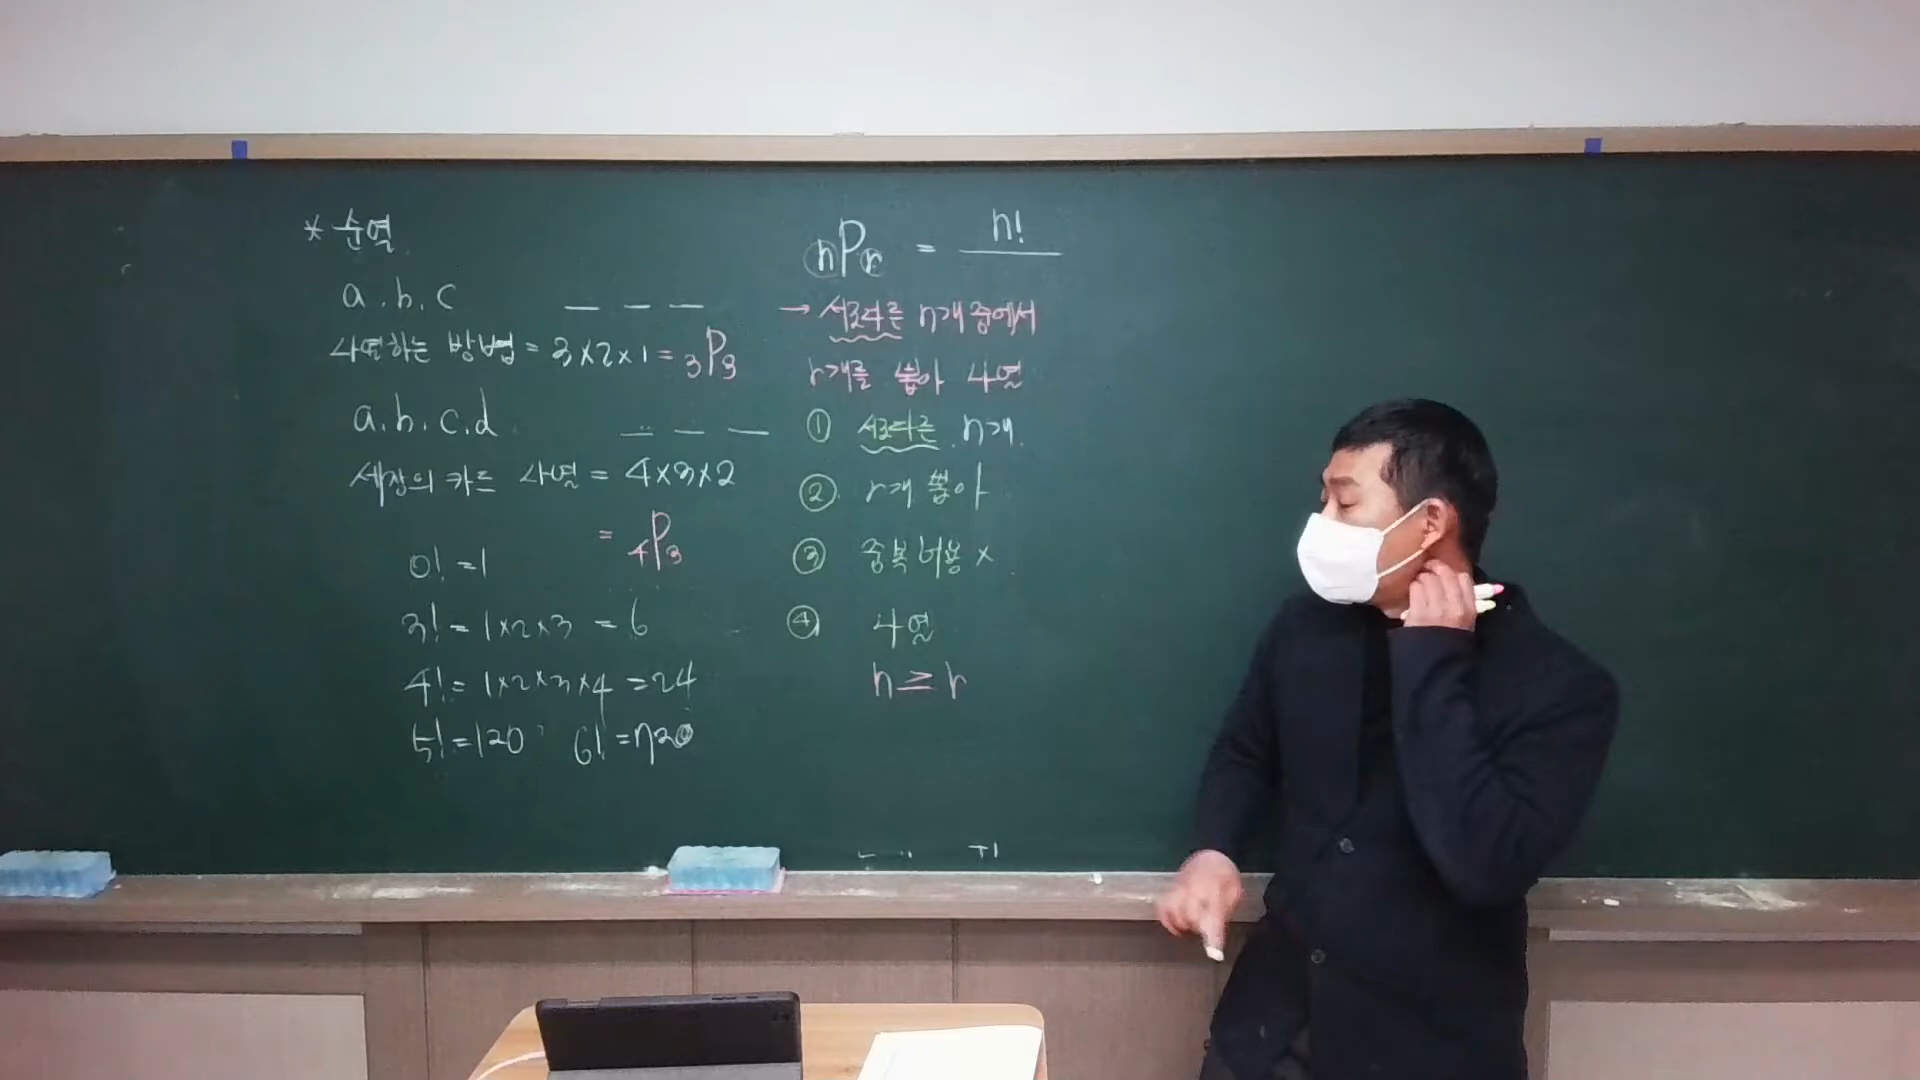 * 순열
a . b . c
나열하는 방법 = 3×2×1 = ₃P₃
a . b . c . d
세장의 카드 나열 = 4×3×2
= ₄P₃
0! = 1
3! = 1×2×3 = 6
4! = 1×2×3×4 = 24
5! = 120 6! = 720
nPr = n!
→ 서로다른 n개 중에서
r개를 뽑아 나열
① 서로다른 n개.
② r개 뽑아
③ 중복허용 ×
④ 나열
n ≥ r